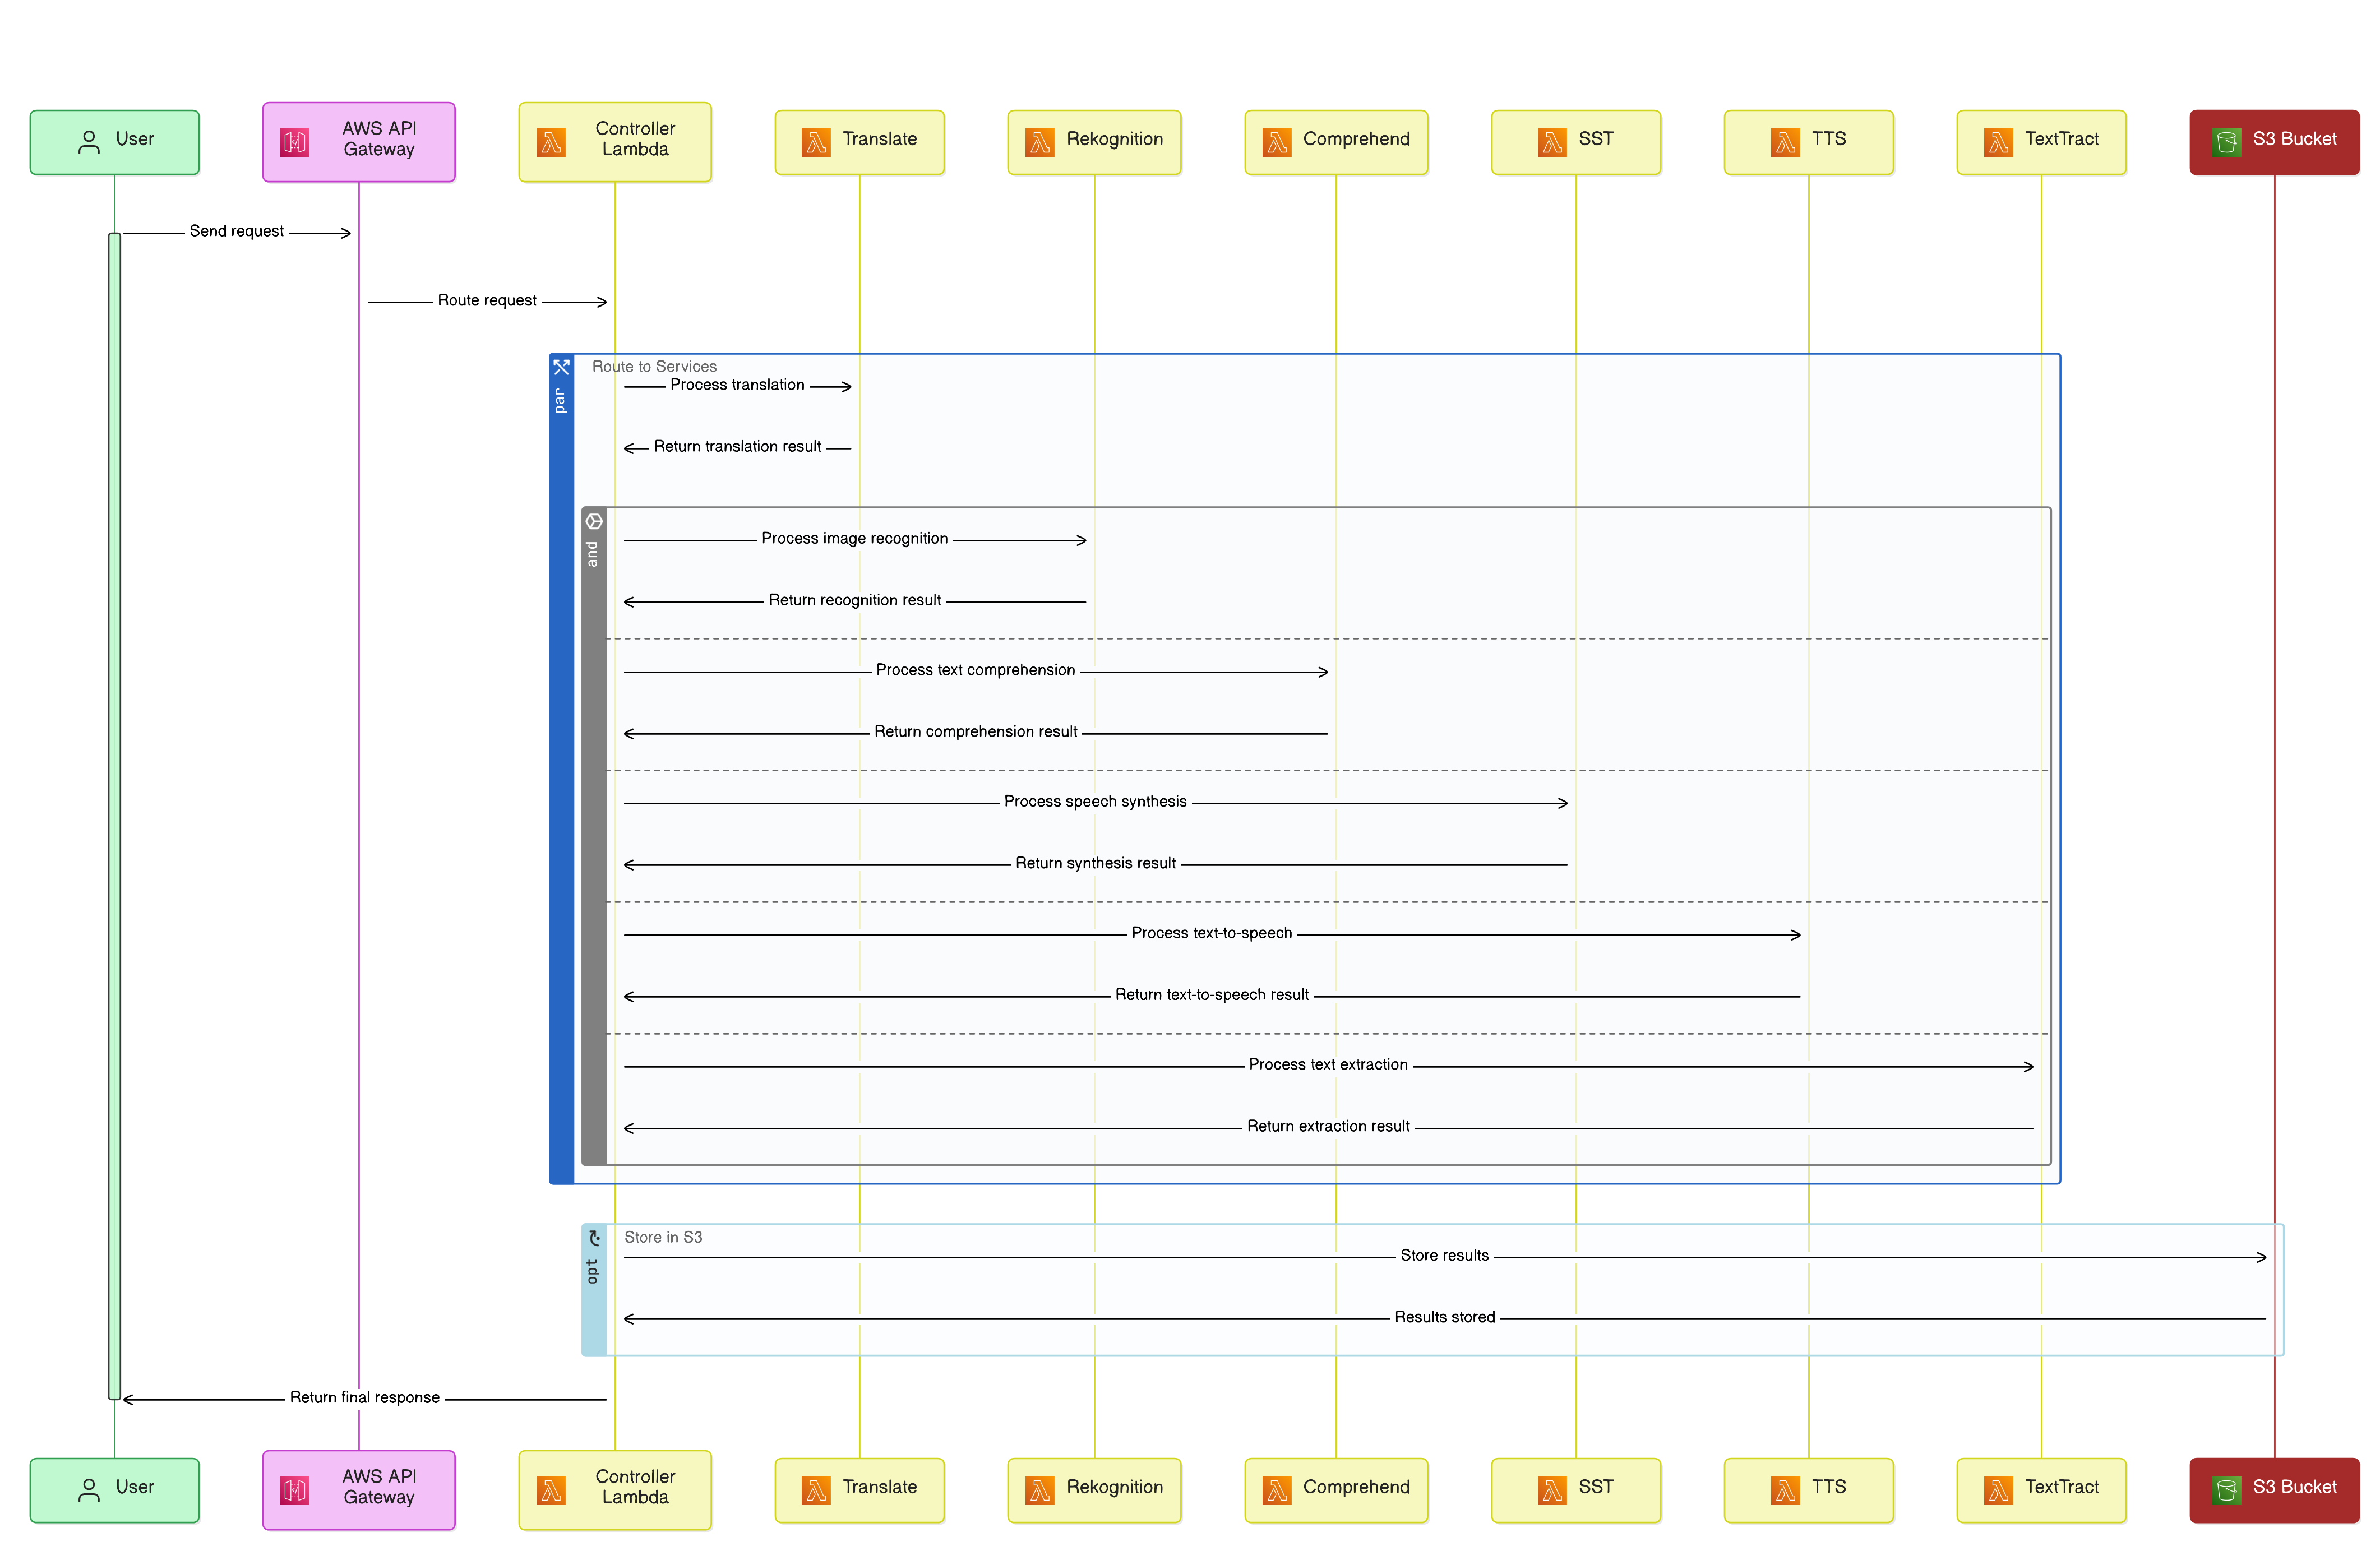 User
AWS API
Gateway
Controller
Lambda
Translate
Rekognition
Comprehend
SST
TTS
TextTract
S3 Bucket
Send request
Route request
par
Route to Services
Process translation
Return translation result
and
Process image recognition
Return recognition result
Process text comprehension
Return comprehension result
Process speech synthesis
Return synthesis result
Process text-to-speech
Return text-to-speech result
Process text extraction
Return extraction result
opt
Store in S3
Store results
Results stored
Return final response
User
AWS API
Gateway
Controller
Lambda
Translate
Rekognition
Comprehend
SST
TTS
TextTract
S3 Bucket